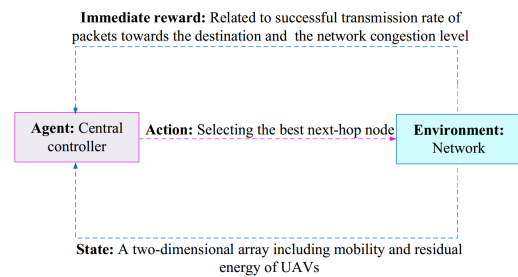 Immediate reward: Related to successful transmission rate of
packets towards the destination and the network congestion level
Agent: Central
controller
Action: Selecting the best next-hop node
Environment:
Network
State: A two-dimensional array including mobility and residual
energy of UAVs